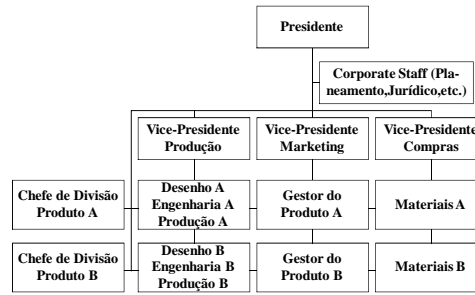 Presidente
Corporate Staff (Pla-
neamento,Jurídico,etc.)
Vice-Presidente
Produção
Vice-Presidente
Marketing
Vice-Presidente
Compras
Chefe de Divisão
Produto A
Desenho A
Engenharia A
Produção A
Gestor do
Produto A
Materiais A
Chefe de Divisão
Produto B
Desenho B
Engenharia B
Produção B
Gestor do
Produto B
Materiais B